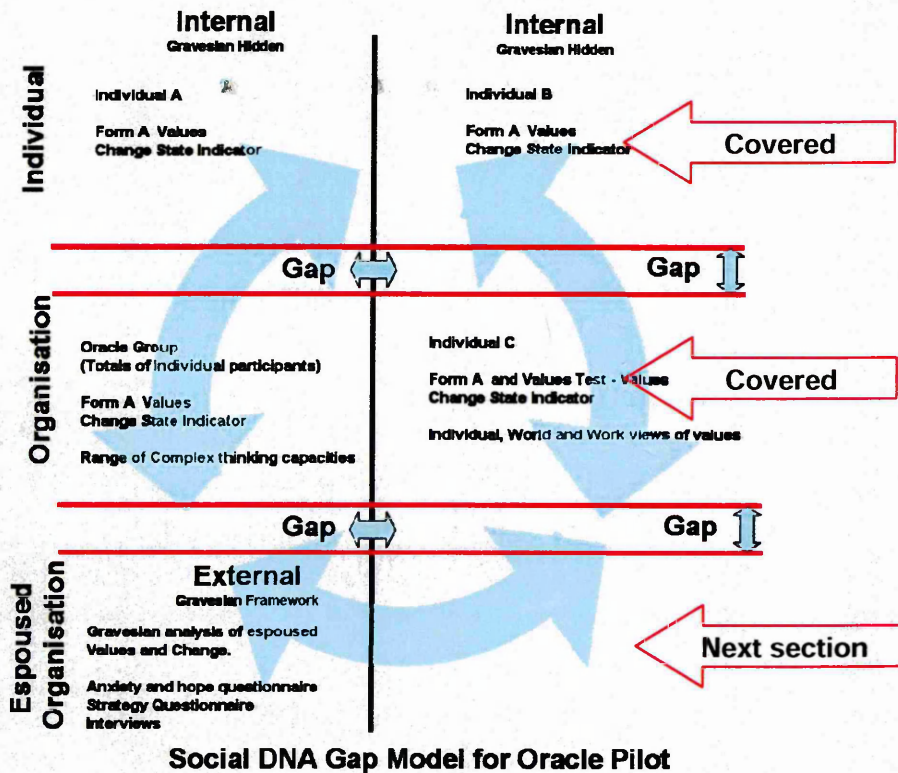 Internal
Gravesian Hidden
Internal
Gravesian Hidden
Individual
Individual A
Form A Values
Change State Indicator
Individual B
Form A Values
Change State Indicator
Covered
Gap
Gap
Organisation
Oracle Group
(Totals of Individual participants)
Form A Values
Change State Indicator
Range of Complex thinking capacities
Individual C
Form A and Values Test - Values
Change State Indicator
Individual, World and Work views of values
Covered
Gap
Gap
Espoused
Organisation
External
Gravesian Framework
Gravesian analysis of espoused
Values and Change.
Anxiety and hope questionnaire
Strategy Questionnaire
Interviews
Next section
Social DNA Gap Model for Oracle Pilot